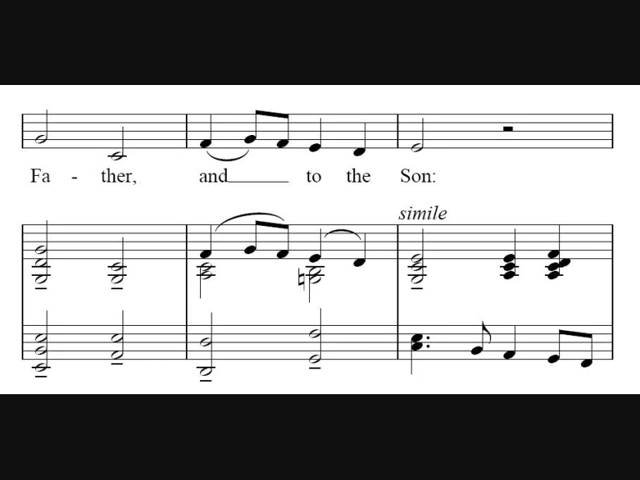 Fa - ther, and to the Son:
simile